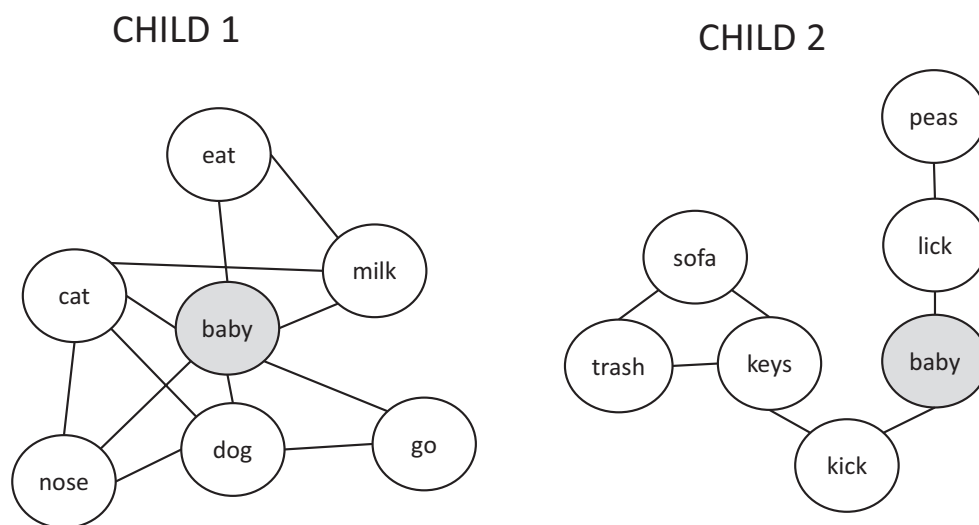 CHILD 1
eat
milk
cat
baby
dog
go
nose
CHILD 2
peas
lick
sofa
baby
trash
keys
kick